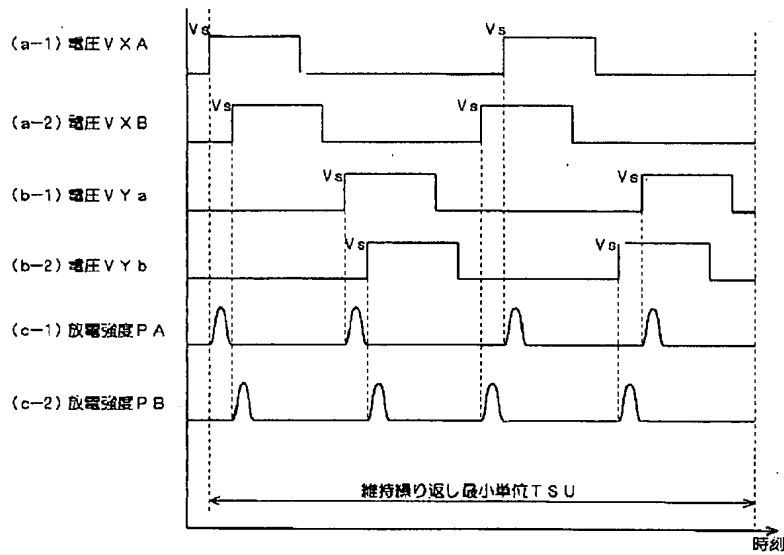 (a-1)電圧VXA
Vs
Vs
(a-2)電圧VXB
Vs
Vs
(b-1)電圧VYa
Vs
Vs
(b-2)電圧VYb
Vs
Vs
(c-1)放電強度PA
(c-2)放電強度PB
維持繰り返し最小単位TSU
時刻